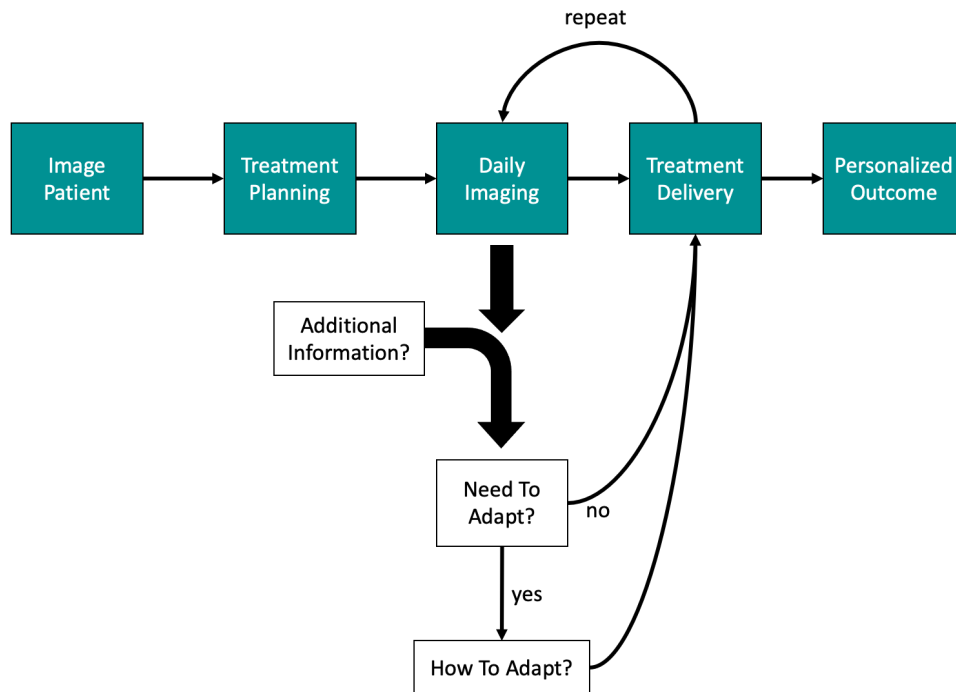 repeat
Image
Patient
Treatment
Planning
Daily
Imaging
Treatment
Delivery
Personalized
Outcome
Additional
Information?
Need To
Adapt?
no
yes
How To Adapt?